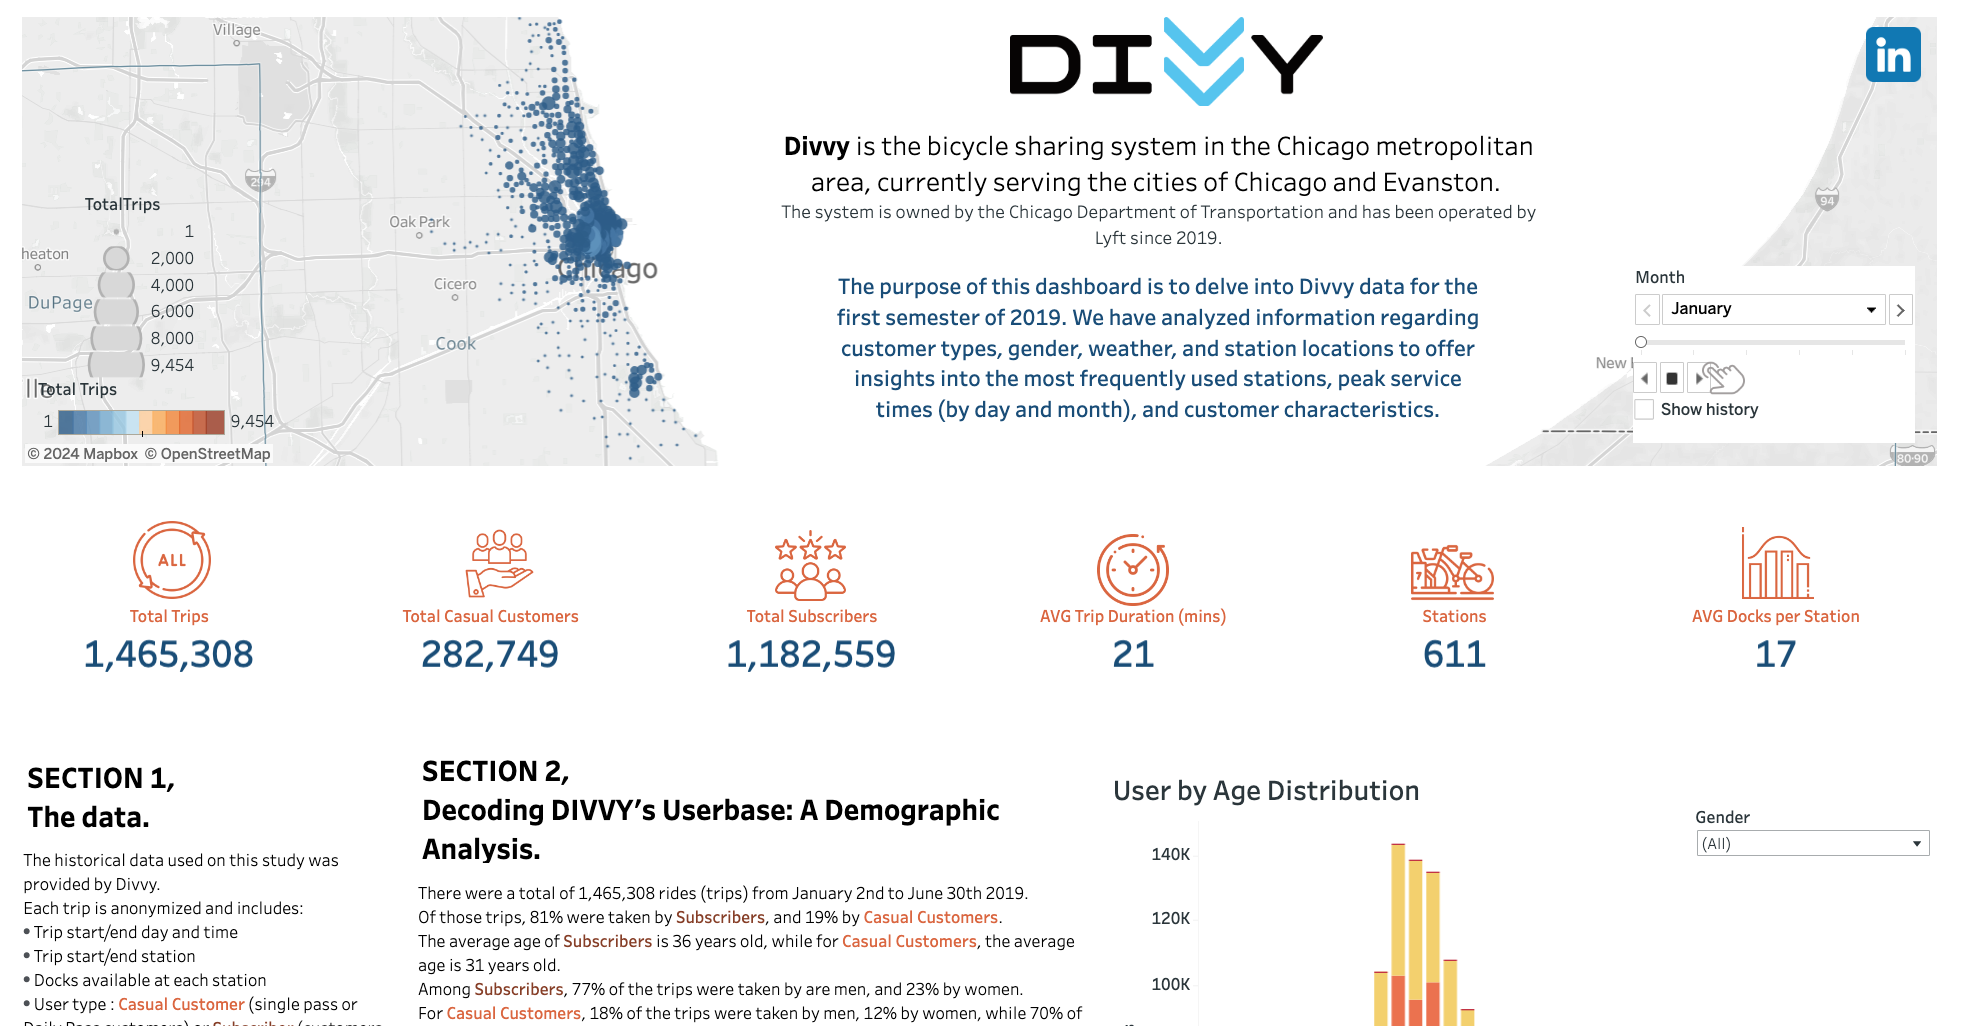 Village
294
TotalTrips
1
2,000
4,000
6,000
8,000
9,454
Oak Park
heaton
DuPage
Cicero
Chicago
Cook
Total Trips
1
9,454
© 2024 Mapbox © OpenStreetMap
DIVVY
in
Divvy is the bicycle sharing system in the Chicago metropolitan
area, currently serving the cities of Chicago and Evanston.
The system is owned by the Chicago Department of Transportation and has been operated by
Lyft since 2019.
The purpose of this dashboard is to delve into Divvy data for the
first semester of 2019. We have analyzed information regarding
customer types, gender, weather, and station locations to offer
insights into the most frequently used stations, peak service
times (by day and month), and customer characteristics.
94
Month
January
New
Show history
80-90
ALL
7
Total Trips
1,465,308
Total Casual Customers
282,749
Total Subscribers
1,182,559
AVG Trip Duration (mins)
21
Stations
611
AVG Docks per Station
17
SECTION 1,
The data.
The historical data used on this study was
provided by Divvy.
Each trip is anonymized and includes:
• Trip start/end day and time
• Trip start/end station
• Docks available at each station
• User type : Casual Customer (single pass or
Daily Pass customers) or Subscriber (customers
SECTION 2,
Decoding DIVVY's Userbase: A Demographic
Analysis.
There were a total of 1,465,308 rides (trips) from January 2nd to June 30th 2019.
Of those trips, 81% were taken by Subscribers, and 19% by Casual Customers.
The average age of Subscribers is 36 years old, while for Casual Customers, the average
age is 31 years old.
Among Subscribers, 77% of the trips were taken by are men, and 23% by women.
For Casual Customers, 18% of the trips were taken by men, 12% by women, while 70% of
User by Age Distribution
140K
120K
100K
Gender
(All)